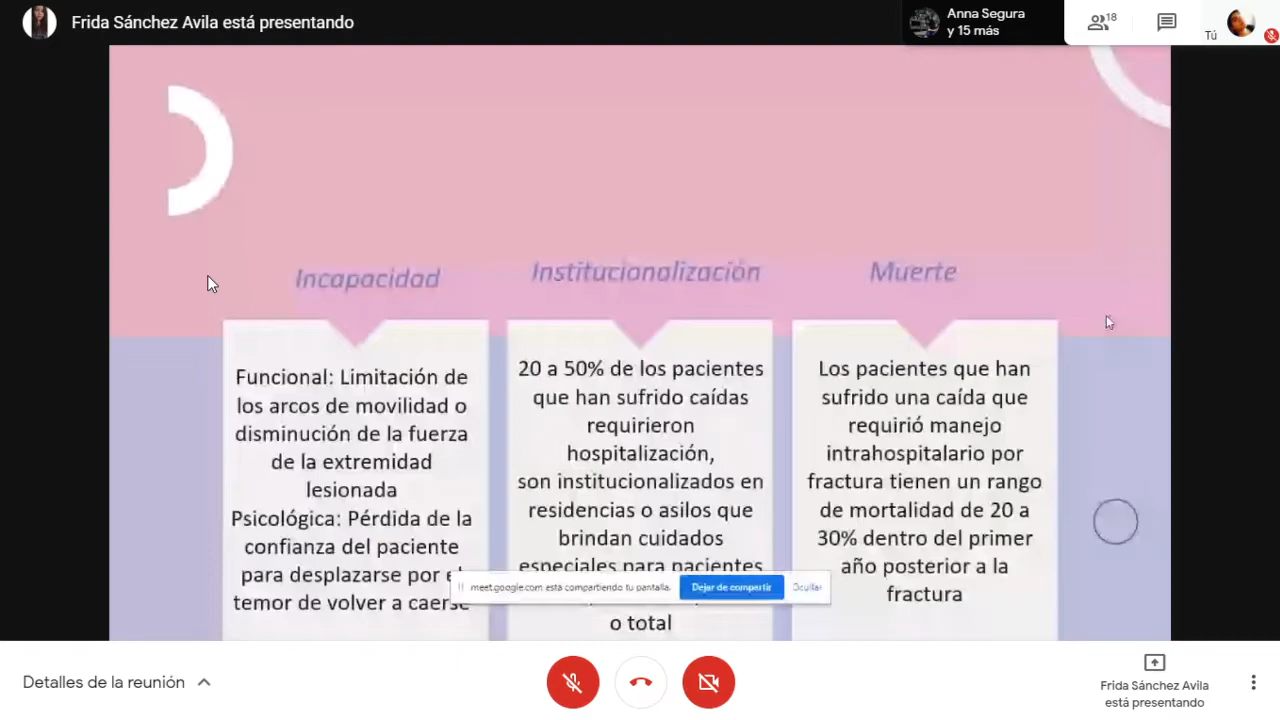 Frida Sánchez Avila está presentando
Anna Segura
y 15 más
18
Tú
Incapacidad
Institucionalización
Muerte
Funcional: Limitación de
los arcos de movilidad o
disminución de la fuerza
de la extremidad
lesionada
Psicológica: Pérdida de la
confianza del paciente
para desplazarse por el
temor de volver a caerse
20 a 50% de los pacientes
que han sufrido caídas
requirieron
hospitalización,
son institucionalizados en
residencias o asilos que
brindan cuidados
especiales para pacientes
o total
Los pacientes que han
sufrido una caída que
requirió manejo
intrahospitalario por
fractura tienen un rango
de mortalidad de 20 a
30% dentro del primer
año posterior a la
fractura
meet.google.com está compartiendo tu pantalla.
Dejar de compartir
Ocultar
Detalles de la reunión
Frida Sánchez Avila
está presentando